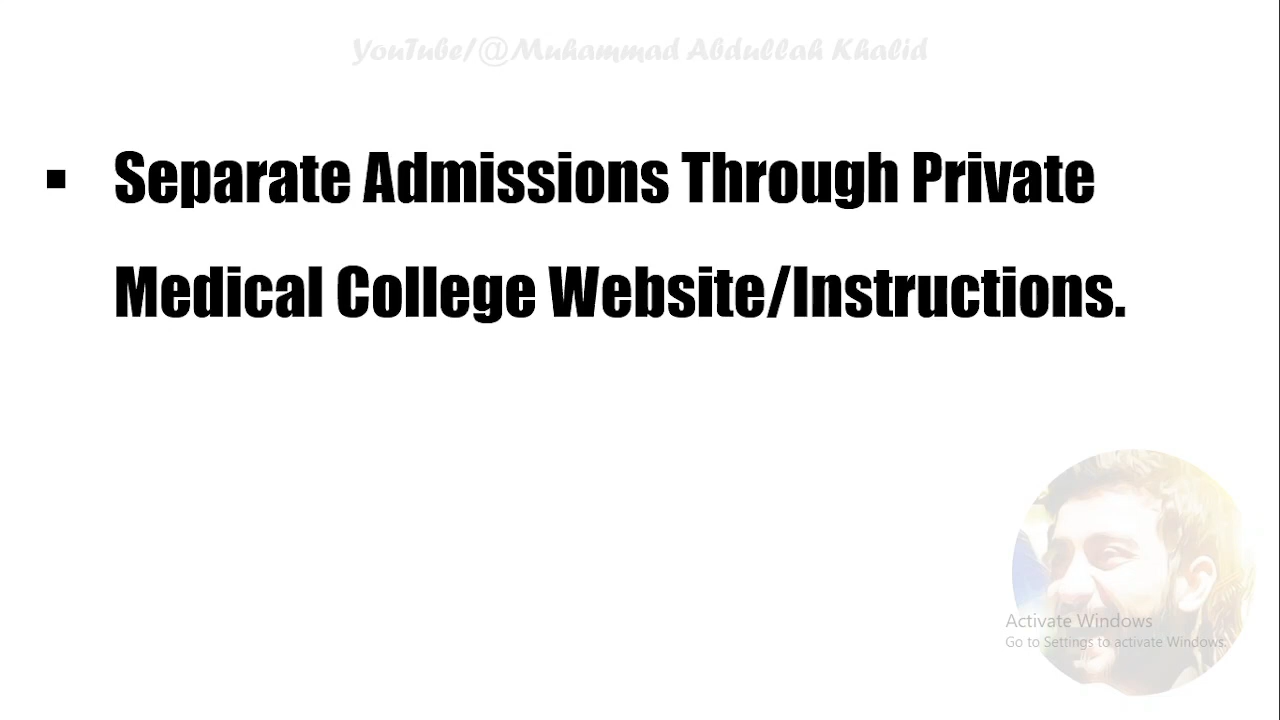 YouTube/@Muhammad Abdullah Khalid
▪ Separate Admissions Through Private
Medical College Website/Instructions.
Activate Windows
Go to Settings to activate Windows.